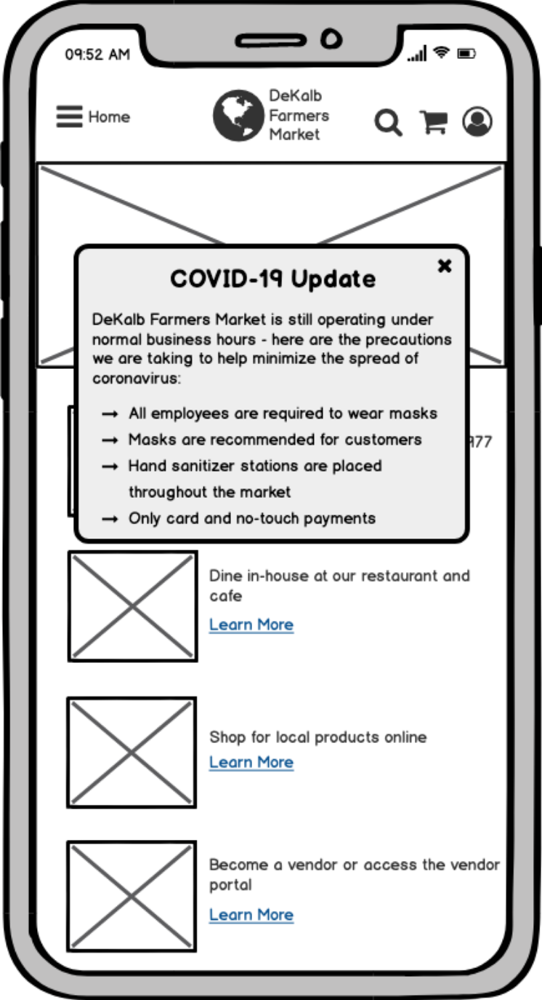 09:52 AM
Home
DeKalb
Farmers
Market
COVID-19 Update
DeKalb Farmers Market is still operating under
normal business hours - here are the precautions
we are taking to help minimize the spread of
coronavirus:
→ All employees are required to wear masks
→ Masks are recommended for customers
→ Hand sanitizer stations are placed
throughout the market
→ Only card and no-touch payments
Dine in-house at our restaurant and
cafe
Learn More
Shop for local products online
Learn More
Become a vendor or access the vendor
portal
Learn More